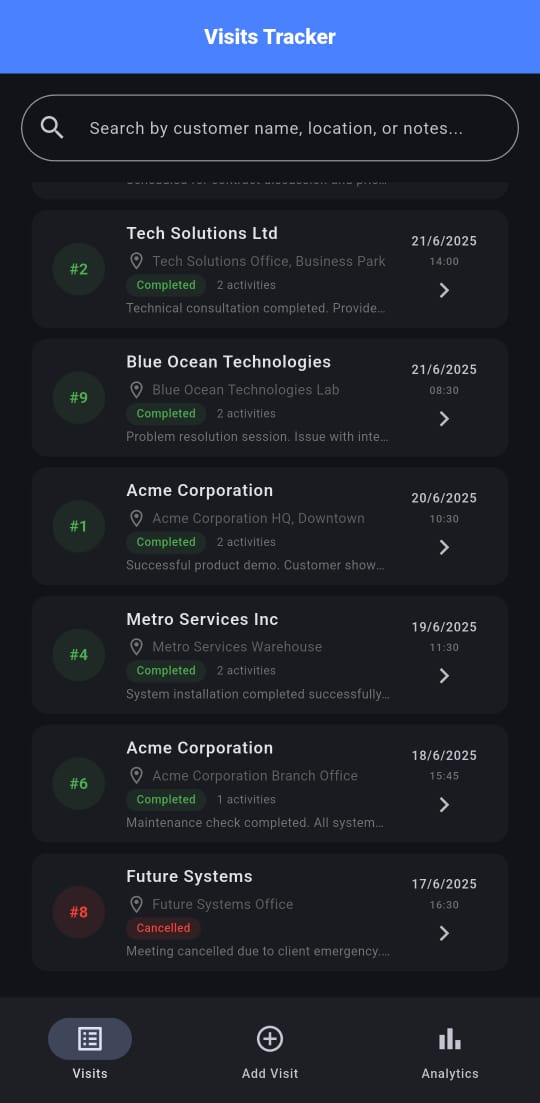 Visits Tracker
Search by customer name, location, or notes...
Scheduled for contract discussion and pric...
#2
Tech Solutions Ltd
Tech Solutions Office, Business Park
Completed 2 activities
Technical consultation completed. Provide...
21/6/2025
14:00
#9
Blue Ocean Technologies
Blue Ocean Technologies Lab
Completed 2 activities
Problem resolution session. Issue with inte...
21/6/2025
08:30
#1
Acme Corporation
Acme Corporation HQ, Downtown
Completed 2 activities
Successful product demo. Customer show...
20/6/2025
10:30
#4
Metro Services Inc
Metro Services Warehouse
Completed 2 activities
System installation completed successfully...
19/6/2025
11:30
#6
Acme Corporation
Acme Corporation Branch Office
Completed 1 activities
Maintenance check completed. All system...
18/6/2025
15:45
#8
Future Systems
Future Systems Office
Cancelled
Meeting cancelled due to client emergency....
17/6/2025
16:30
Visits
Add Visit
Analytics